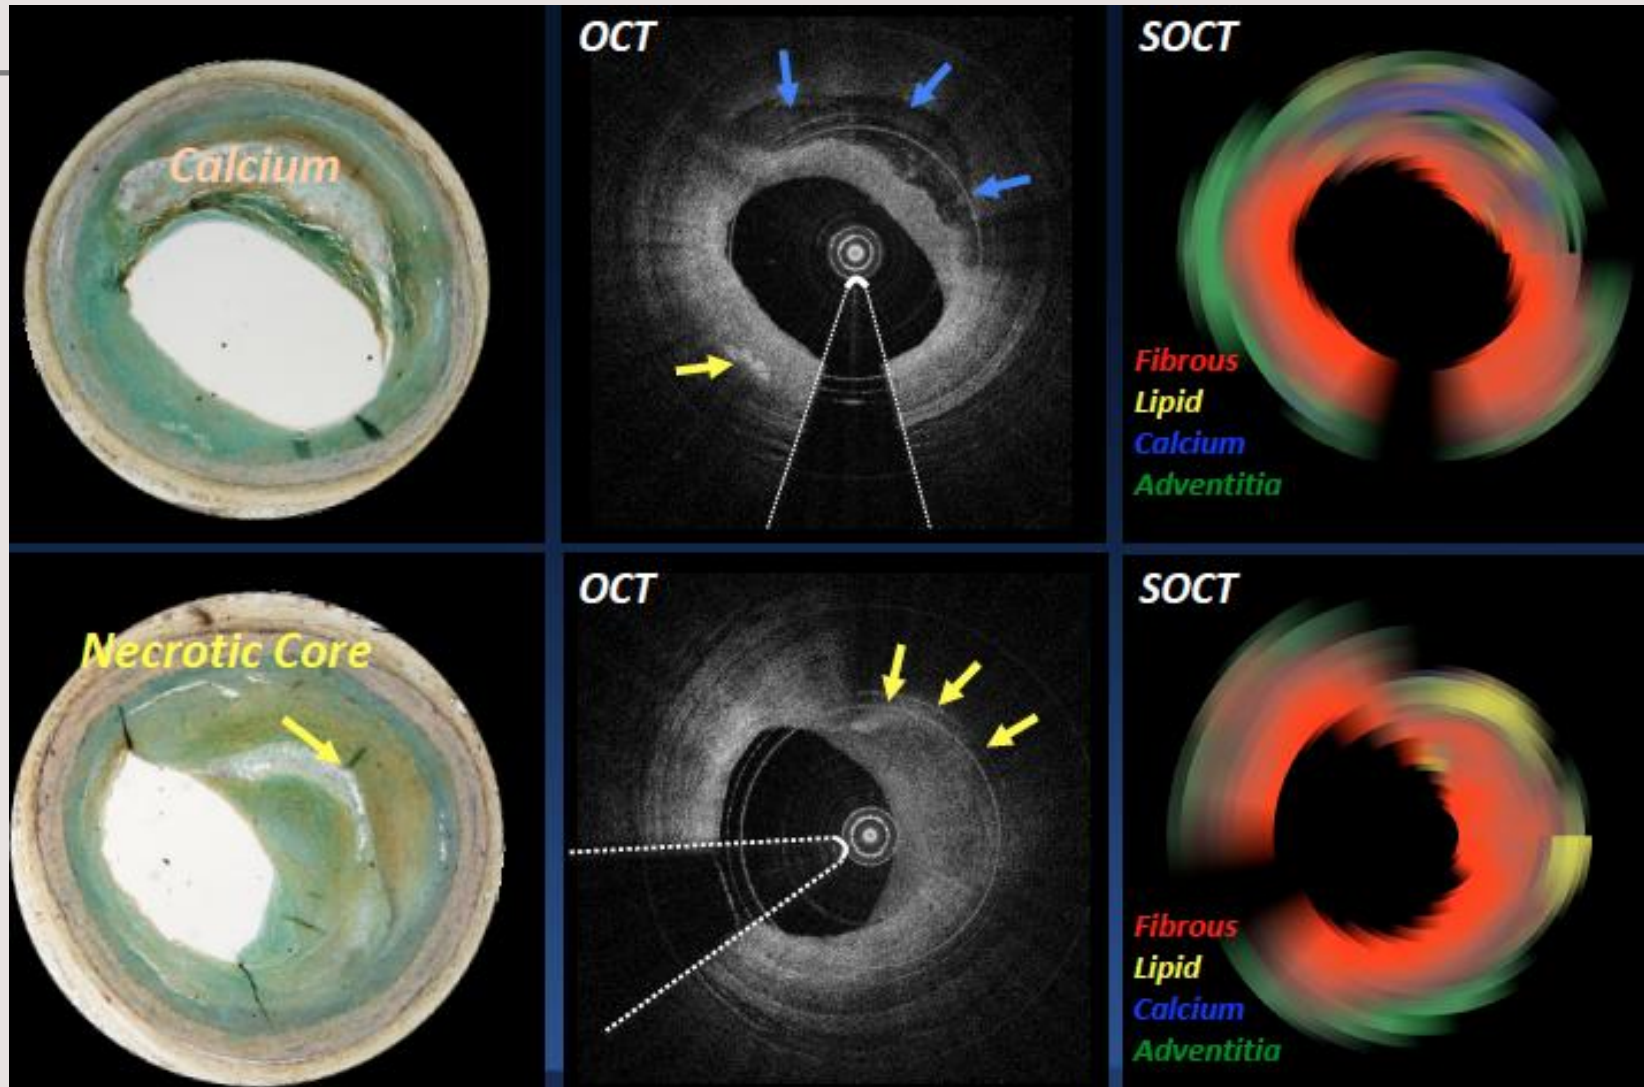 Calcium
OCT
SOCT
Fibrous
Lipid
Calcium
Adventitia
Necrotic Core
OCT
SOCT
Fibrous
Lipid
Calcium
Adventitia